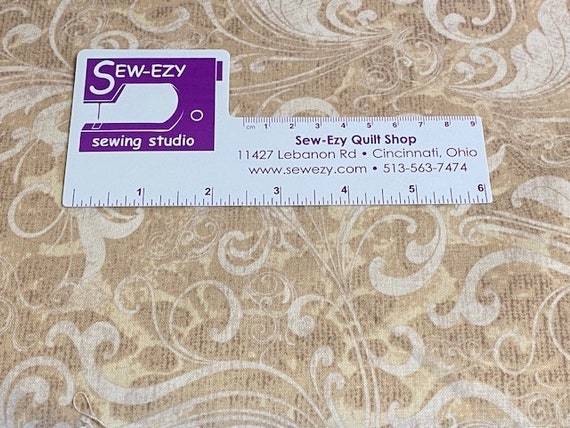 SEW-EZY
sewing studio
cm 1 2 3 4 5 6 7 8 9
Sew-Ezy Quilt Shop
11427 Lebanon Rd • Cincinnati, Ohio
www.sewezy.com • 513-563-7474
1 2 3 4 5 6